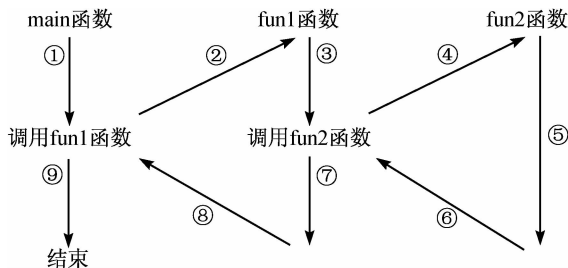 main函数 fun1函数 fun2函数
① ② ③ ④
调用fun1函数 调用fun2函数 ⑤
⑨ ⑧ ⑦ ⑥
结束